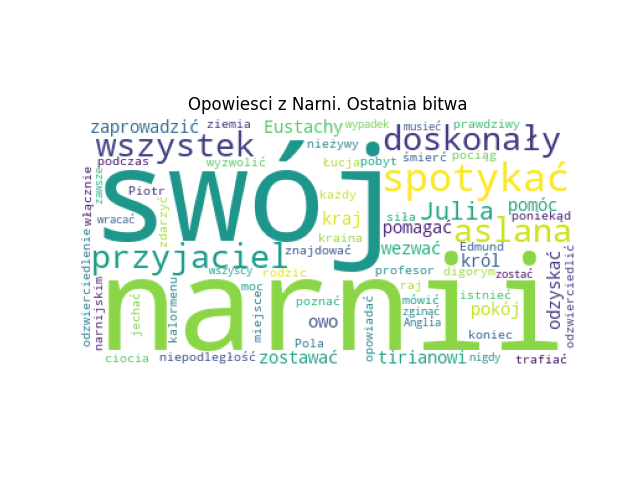 Opowiesci z Narni. Ostatnia bitwa
zaprowadzić ziemia Eustachy wypadek musieć prawdziwy
wszystek nieżywy doskonały
podczas wyzwolić Łucja pobyt śmierć pociąg
włącznie zawsze Piotr swój każdy spotykać
wracać zdarzyć kraj siła Julia pomóc poniekąd
kraina pomagać aslana
odzwierciedlenie przyjaciel znajdować wezwać Edmund król odzyskać odzwierciedlić
wszyscy rodzic profesor digorym zostać
narnijskim jechać kalormenu moc miejsce narnii raj
poznać opowiadać mówić istnieć
owo zginąć pokój
Anglia
Pola koniec
ciocia niepodległość zostawać tirianowi nigdy trafiać